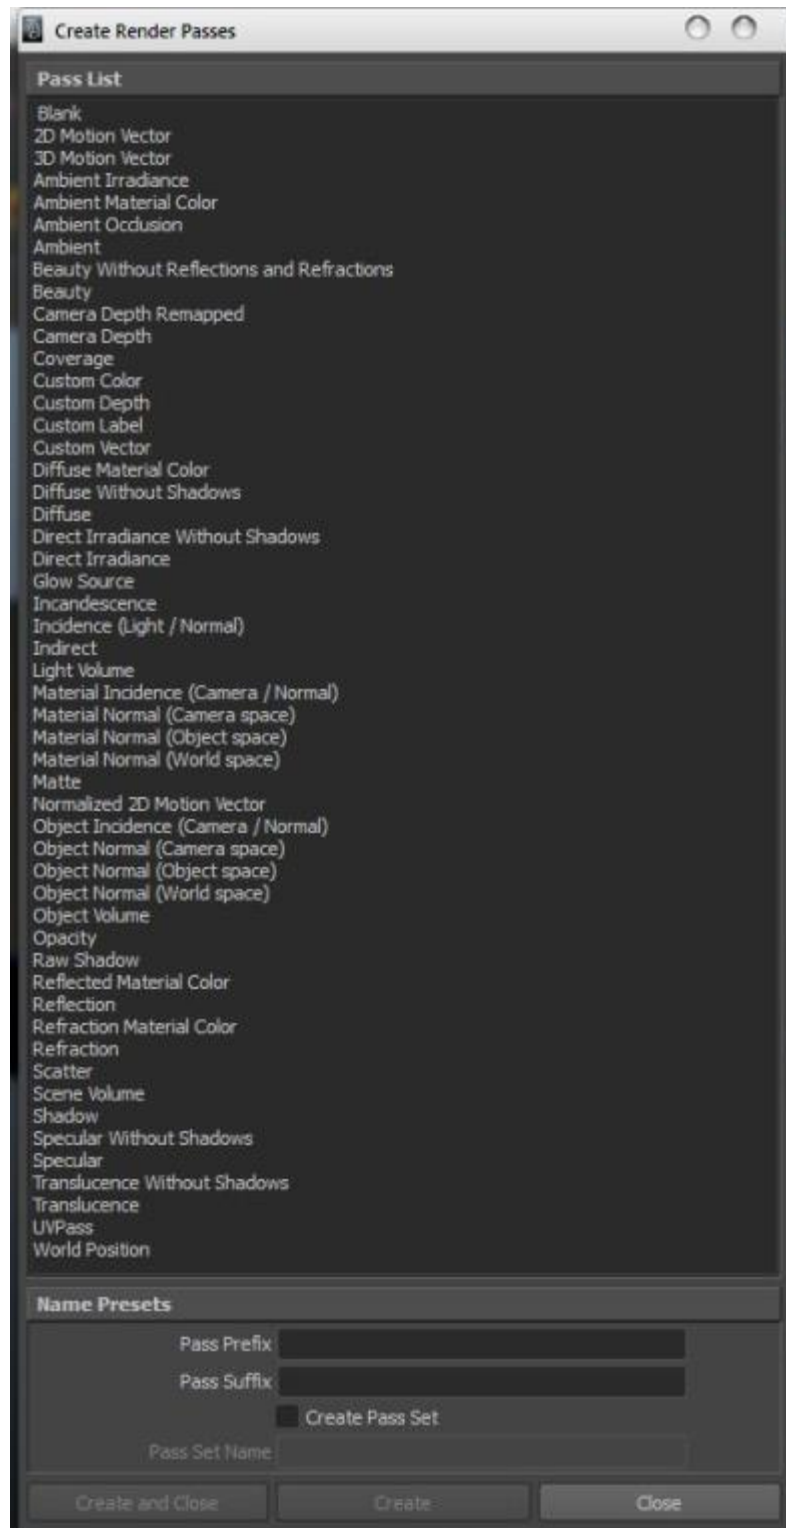 Create Render Passes
Pass List
Blank
2D Motion Vector
3D Motion Vector
Ambient Irradiance
Ambient Material Color
Ambient Occlusion
Ambient
Beauty Without Reflections and Refractions
Beauty
Camera Depth Remapped
Camera Depth
Coverage
Custom Color
Custom Depth
Custom Label
Custom Vector
Diffuse Material Color
Diffuse Without Shadows
Diffuse
Direct Irradiance Without Shadows
Direct Irradiance
Glow Source
Incandescence
Incidence (Light / Normal)
Indirect
Light Volume
Material Incidence (Camera / Normal)
Material Normal (Camera space)
Material Normal (Object space)
Material Normal (World space)
Matte
Normalized 2D Motion Vector
Object Incidence (Camera / Normal)
Object Normal (Camera space)
Object Normal (Object space)
Object Normal (World space)
Object Volume
Opacity
Raw Shadow
Reflected Material Color
Reflection
Refraction Material Color
Refraction
Scatter
Scene Volume
Shadow
Specular Without Shadows
Specular
Translucence Without Shadows
Translucence
UVPass
World Position
Name Presets
Pass Prefix
Pass Suffix
Create Pass Set
Pass Set Name
Create and Close Create Close